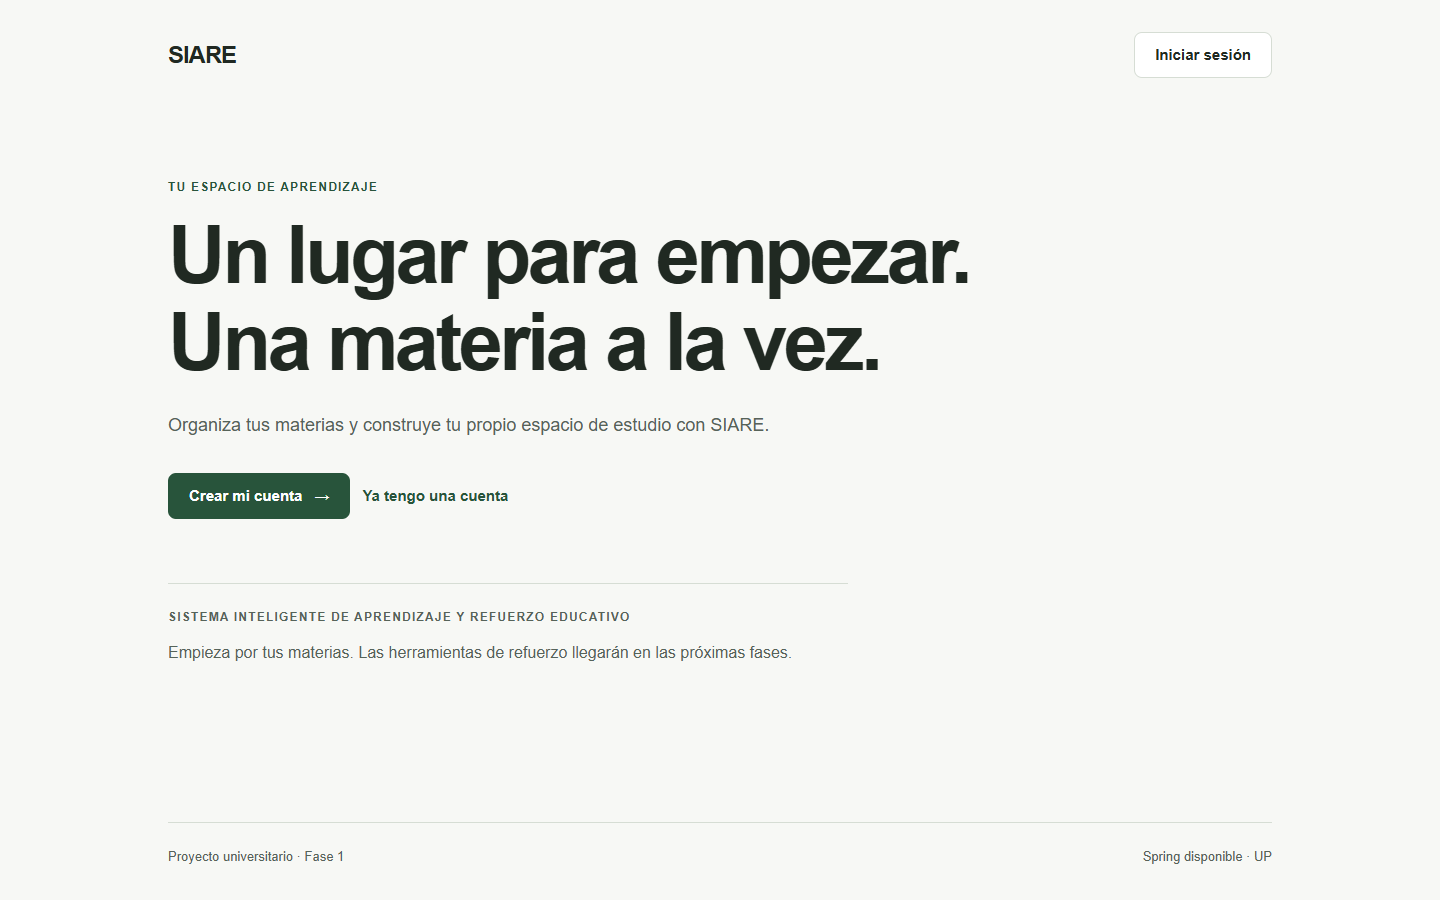 SIARE
Iniciar sesión
TU ESPACIO DE APRENDIZAJE
Un lugar para empezar.
Una materia a la vez.
Organiza tus materias y construye tu propio espacio de estudio con SIARE.
Crear mi cuenta →
Ya tengo una cuenta
SISTEMA INTELIGENTE DE APRENDIZAJE Y REFUERZO EDUCATIVO
Empieza por tus materias. Las herramientas de refuerzo llegarán en las próximas fases.
Proyecto universitario · Fase 1
Spring disponible · UP